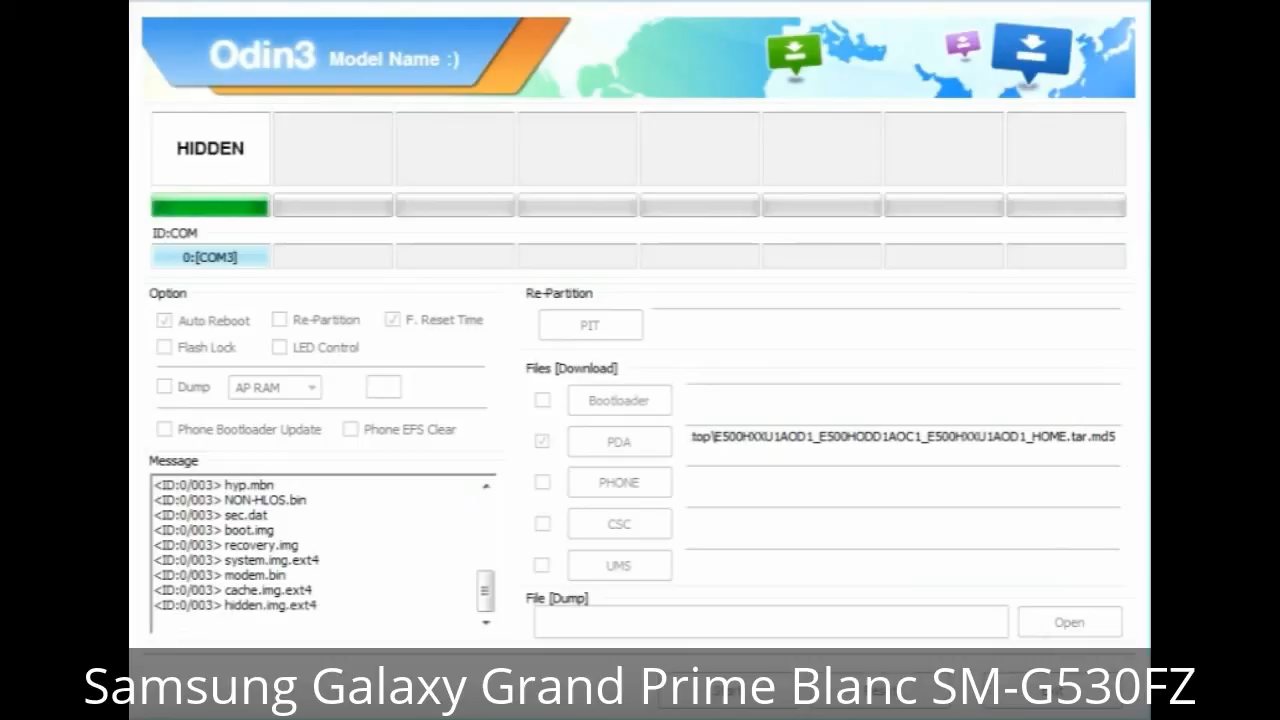 Odin3 Model Name :)
HIDDEN
ID:COM
0:[COM3]
Option
Auto Reboot Re-Partition F. Reset Time
Flash Lock LED Control
Dump AP RAM
Phone Bootloader Update Phone EFS Clear
Message
<ID:0/003> hyp.mbn
<ID:0/003> NON-HLOS.bin
<ID:0/003> sec.dat
<ID:0/003> boot.img
<ID:0/003> recovery.img
<ID:0/003> system.img.ext4
<ID:0/003> modem.bin
<ID:0/003> cache.img.ext4
<ID:0/003> hidden.img.ext4
Re-Partition
PIT
Files [Download]
Bootloader
PDA top\E500HXXU1AOD1_E500HODD1AOC1_E500HXXU1AOD1_HOME.tar.md5
PHONE
CSC
UMS
File [Dump]
Open
Samsung Galaxy Grand Prime Blanc SM-G530FZ